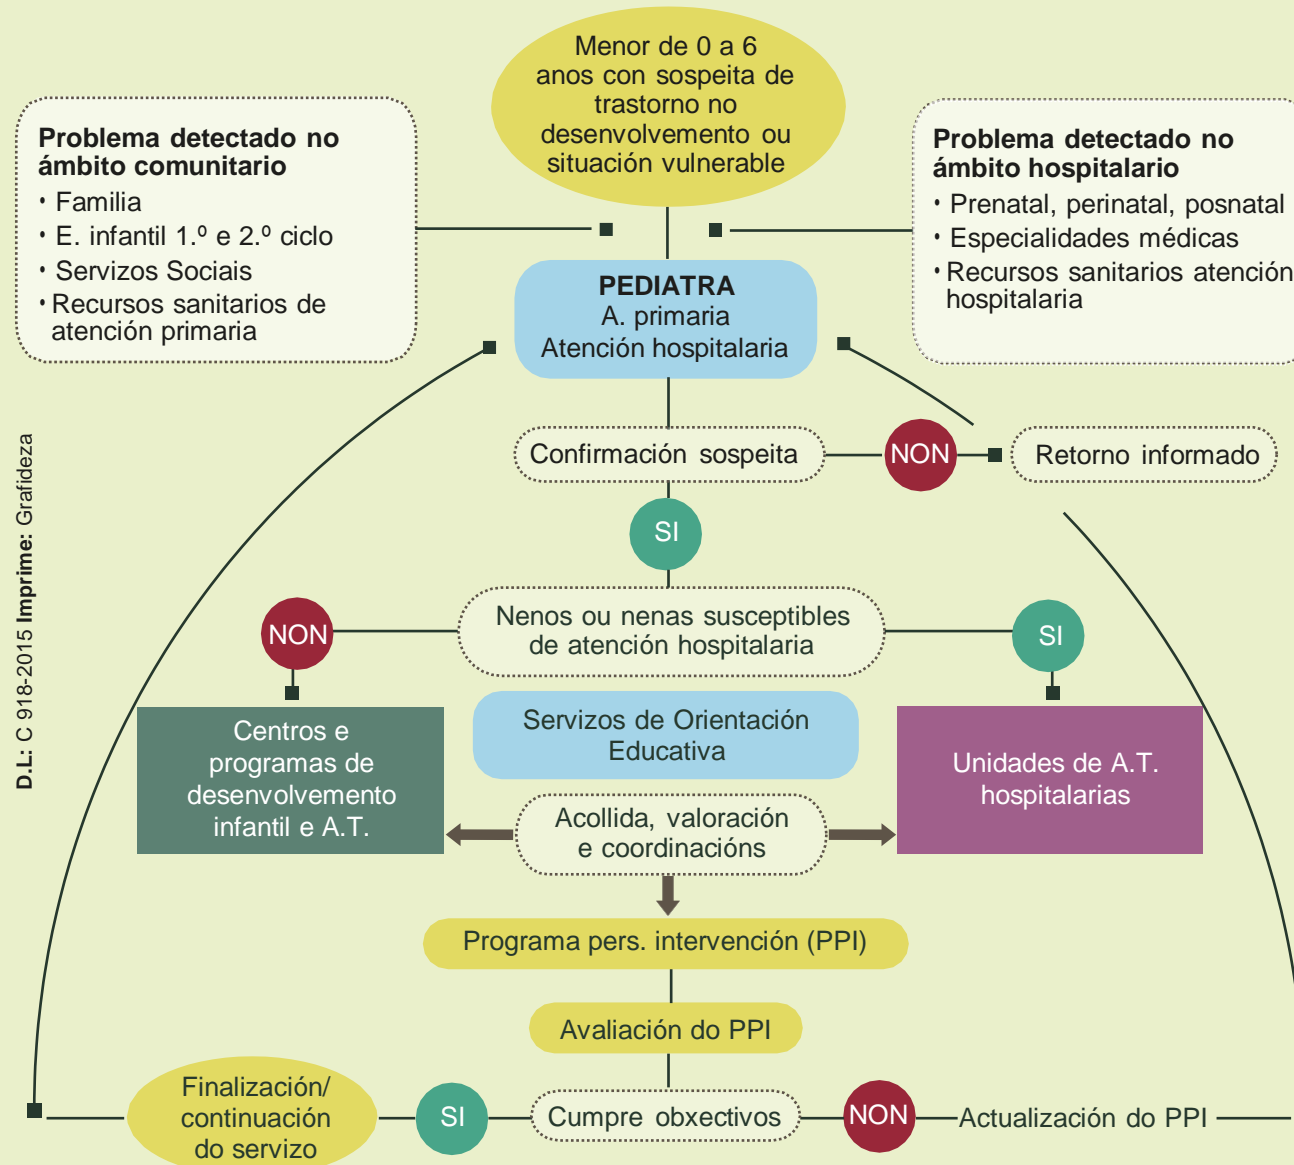 Menor de 0 a 6
anos con sospeita de
trastorno no
desenvolvemento ou
situación vulnerable
Problema detectado no
ámbito comunitario
· Familia
· E. infantil 1.º e 2.º ciclo
· Servizos Sociais
· Recursos sanitarios de
atención primaria
Problema detectado no
ámbito hospitalario
· Prenatal, perinatal, posnatal
· Especialidades médicas
· Recursos sanitarios atención
hospitalaria
PEDIATRA
A. primaria
Atención hospitalaria
Confirmación sospeita
NON
Retorno informado
SI
Nenos ou nenas susceptibles
de atención hospitalaria
NON
SI
Centros e
programas de
desenvolvemento
infantil e A.T.
Servizos de Orientación
Educativa
Unidades de A.T.
hospitalarias
Acollida, valoración
e coordinacións
Programa pers. intervención (PPI)
Avaliación do PPI
Finalización/
continuación
do servizo
SI
Cumpre obxectivos
NON
Actualización do PPI
D.L.: C 918-2015 Imprime: Grafideza